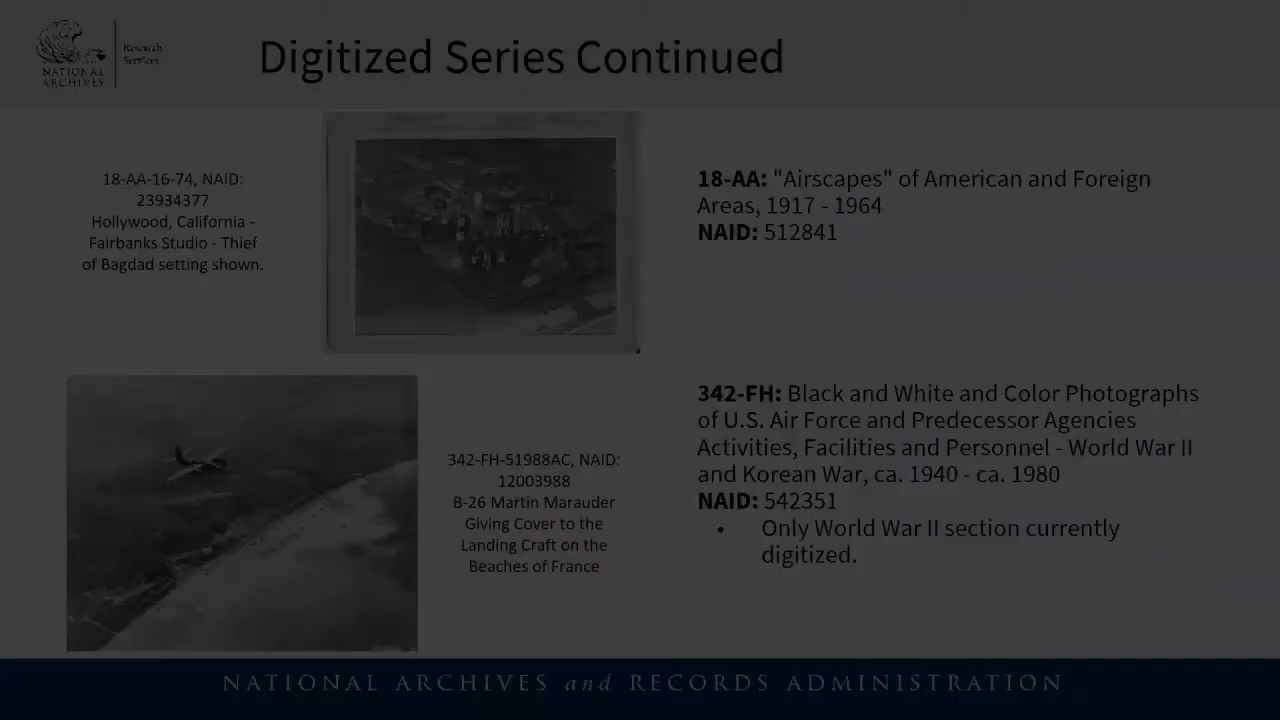 NATIONAL
ARCHIVES
Research
Services
Digitized Series Continued
18-AA-16-74, NAID:
23934377
Hollywood, California -
Fairbanks Studio - Thief
of Bagdad setting shown.
18-AA: "Airscapes" of American and Foreign
Areas, 1917 - 1964
NAID: 512841
342-FH-51988AC, NAID:
12003988
B-26 Martin Marauder
Giving Cover to the
Landing Craft on the
Beaches of France
342-FH: Black and White and Color Photographs
of U.S. Air Force and Predecessor Agencies
Activities, Facilities and Personnel - World War II
and Korean War, ca. 1940 - ca. 1980
NAID: 542351
• Only World War II section currently
digitized.
NATIONAL ARCHIVES and RECORDS ADMINISTRATION